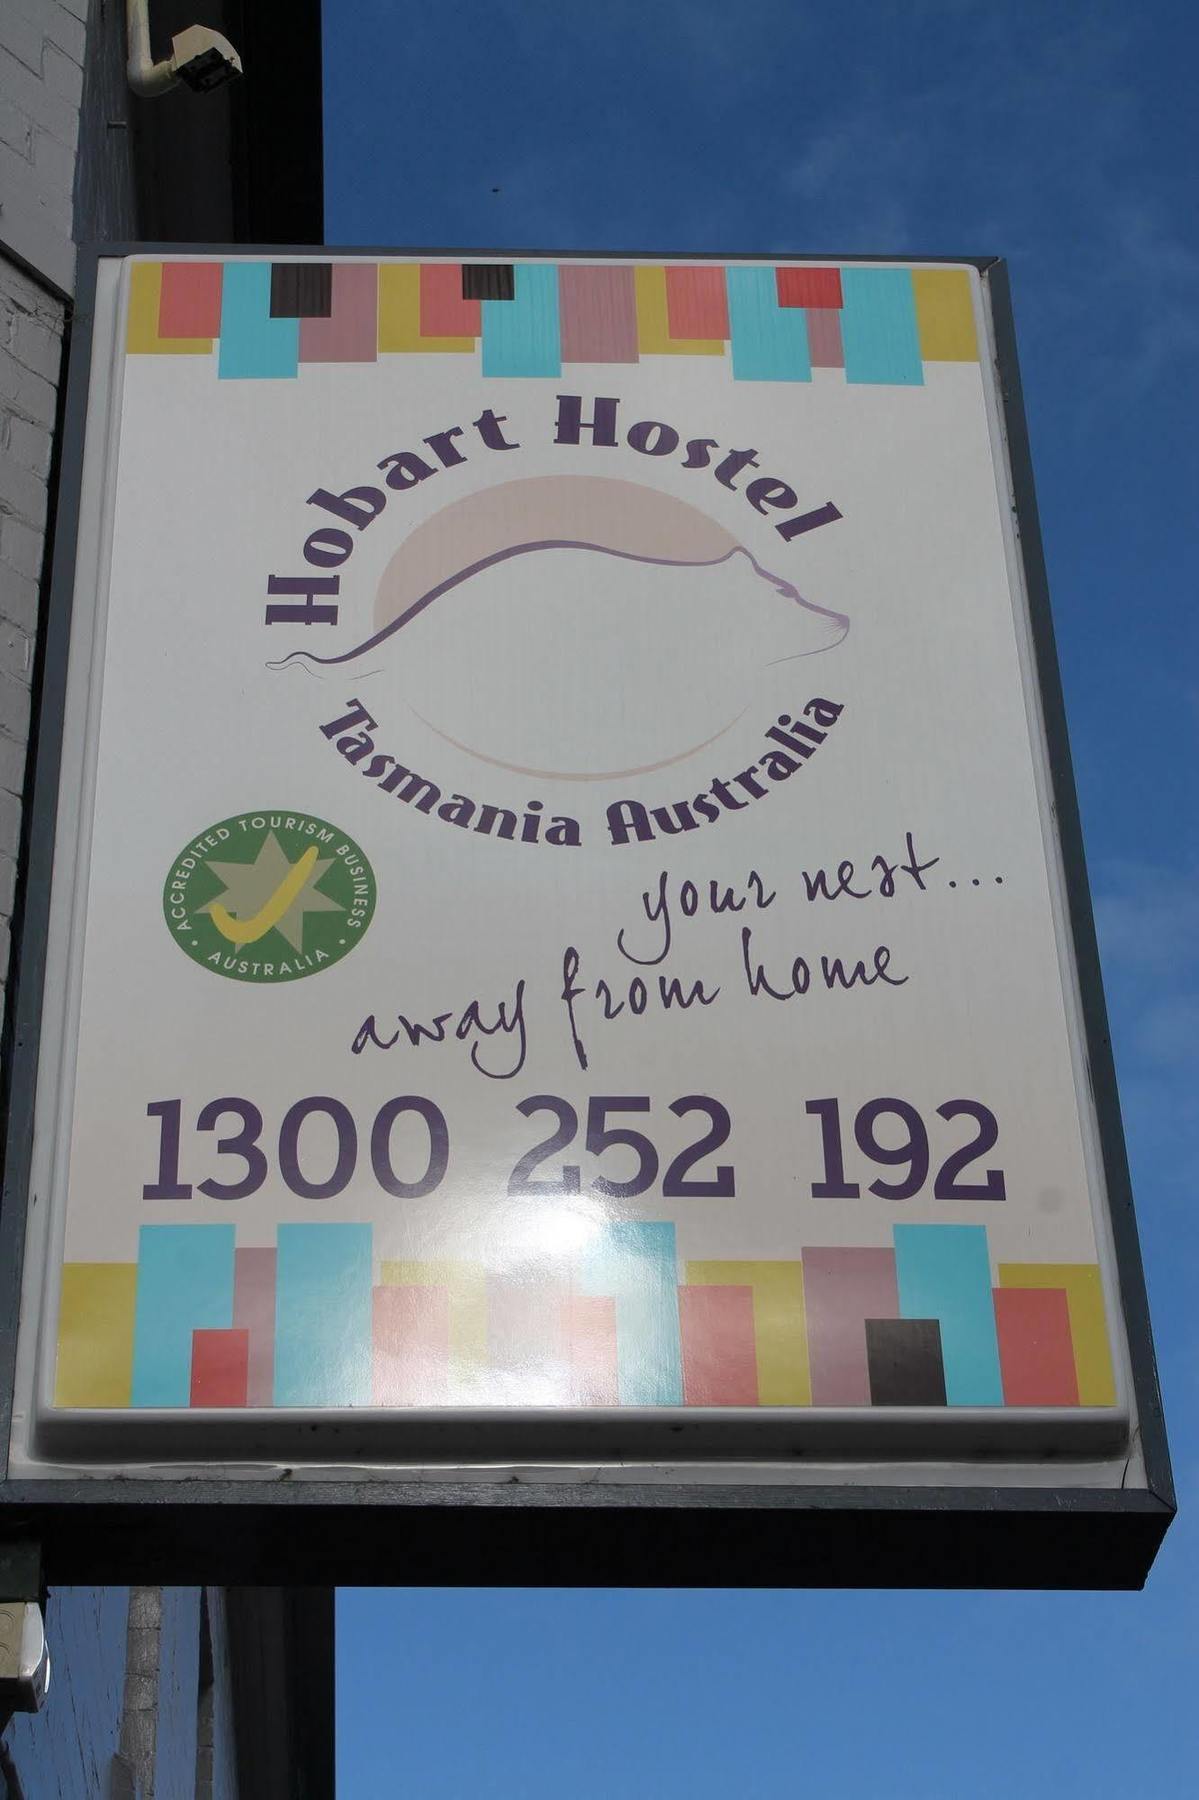 Hobart Hostel
Tasmania Australia
ACCREDITED TOURISM BUSINESS
• AUSTRALIA •
your nest...
away from home
1300 252 192